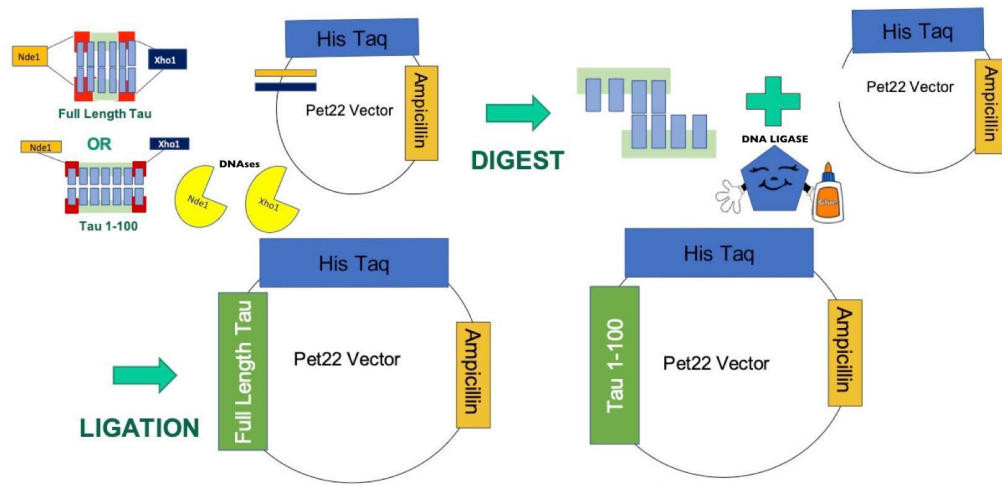 Nde1
Xho1
Full Length Tau
OR
Nde1
Xho1
Tau 1-100
DNAses
Nde1
Xho1
His Taq
Pet22 Vector
Ampicillin
DIGEST
DNA LIGASE
Glue
His Taq
Pet22 Vector
Ampicillin
LIGATION
Full Length Tau
His Taq
Pet22 Vector
Ampicillin
Tau 1-100
His Taq
Pet22 Vector
Ampicillin